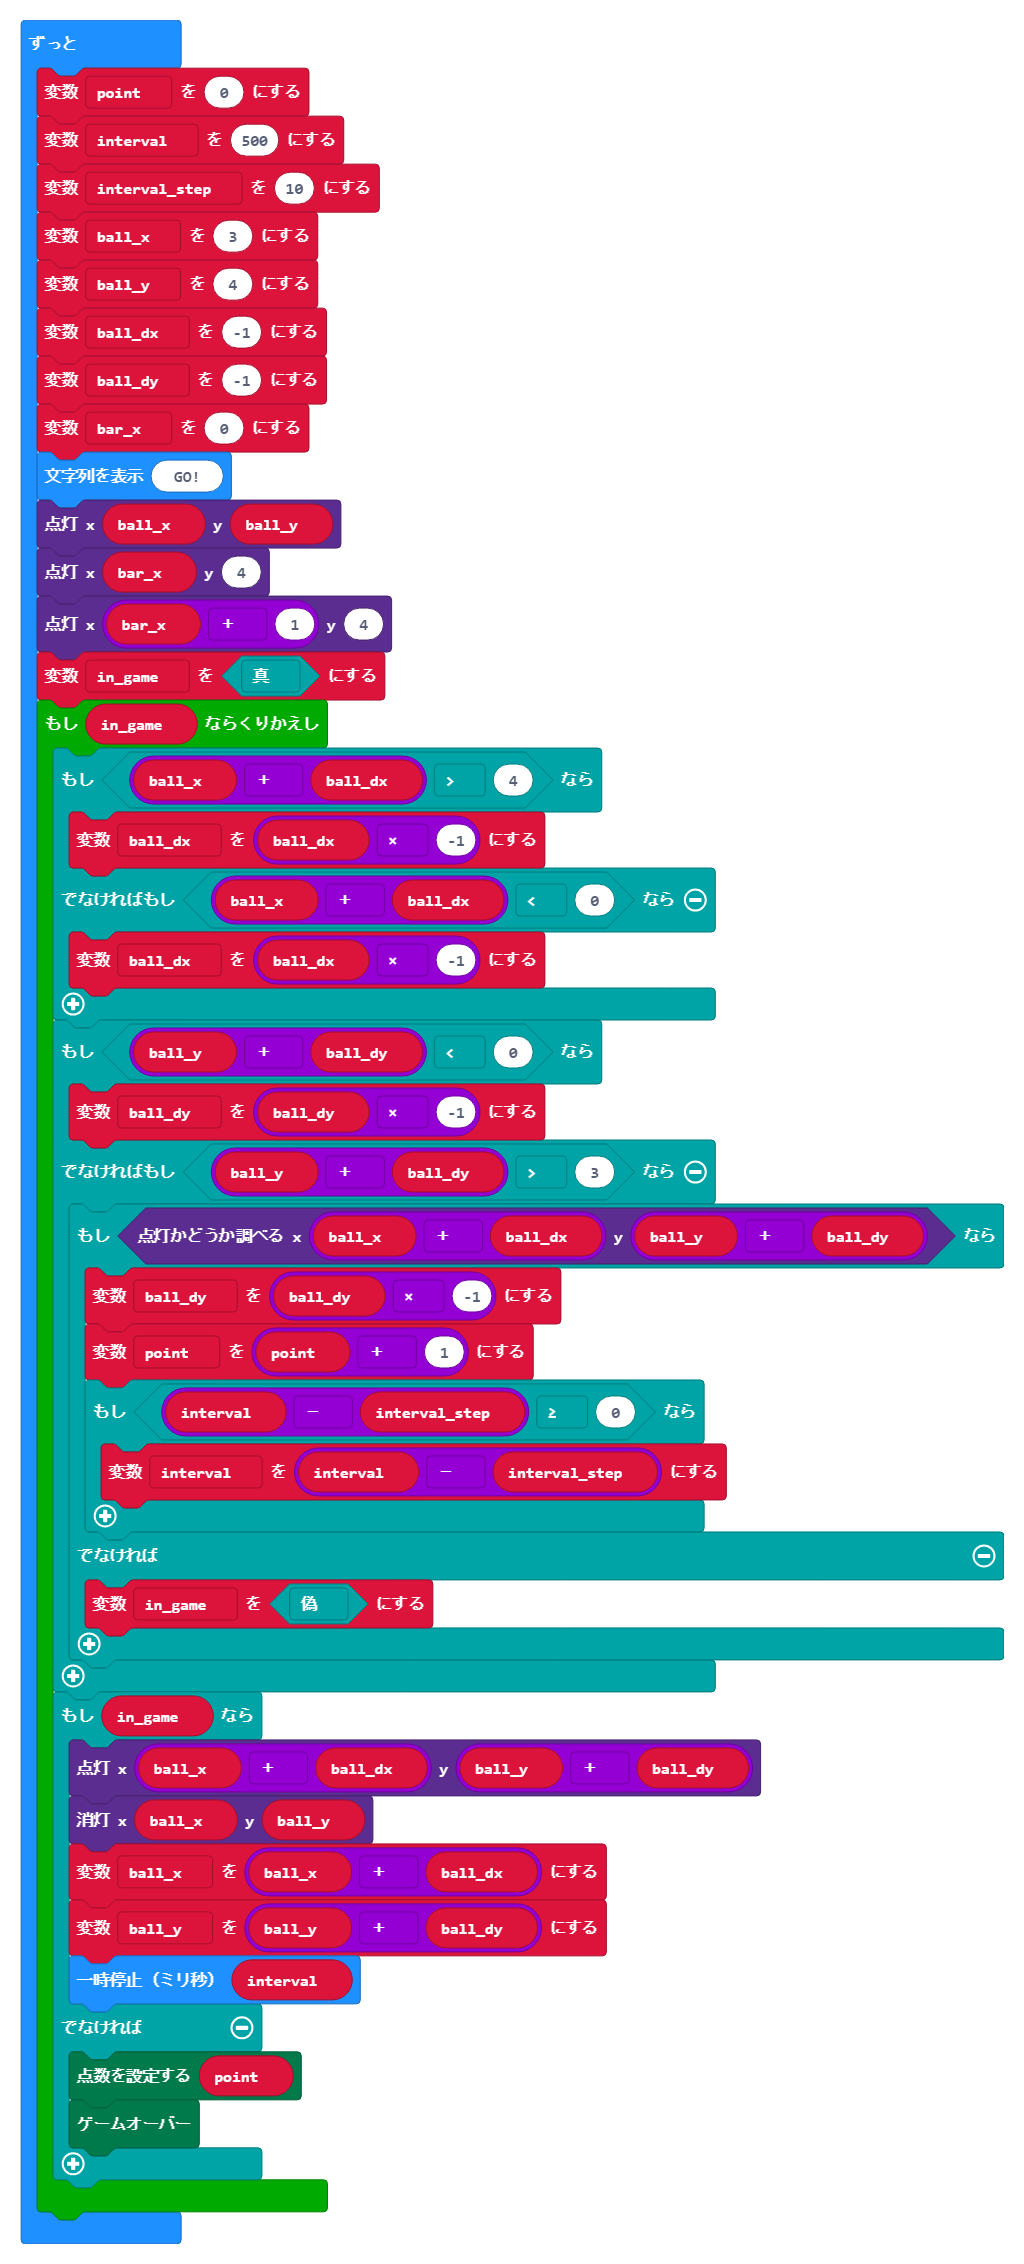 ずっと
変数 point を 0 にする
変数 interval を 500 にする
変数 interval_step を 10 にする
変数 ball_x を 3 にする
変数 ball_y を 4 にする
変数 ball_dx を -1 にする
変数 ball_dy を -1 にする
変数 bar_x を 0 にする
文字列を表示 GO!
点灯 x ball_x y ball_y
点灯 x bar_x y 4
点灯 x bar_x + 1 y 4
変数 in_game を 真 にする
もし in_game ならくりかえし
もし ball_x + ball_dx > 4 なら
変数 ball_dx を ball_dx × -1 にする
でなければもし ball_x + ball_dx < 0 なら
変数 ball_dx を ball_dx × -1 にする
もし ball_y + ball_dy < 0 なら
変数 ball_dy を ball_dy × -1 にする
でなければもし ball_y + ball_dy > 3 なら
もし 点灯かどうか調べる x ball_x + ball_dx y ball_y + ball_dy なら
変数 ball_dy を ball_dy × -1 にする
変数 point を point + 1 にする
もし interval - interval_step ≥ 0 なら
変数 interval を interval - interval_step にする
でなければ
変数 in_game を 偽 にする
もし in_game なら
点灯 x ball_x + ball_dx y ball_y + ball_dy
消灯 x ball_x y ball_y
変数 ball_x を ball_x + ball_dx にする
変数 ball_y を ball_y + ball_dy にする
一時停止（ミリ秒） interval
でなければ
点数を設定する point
ゲームオーバー